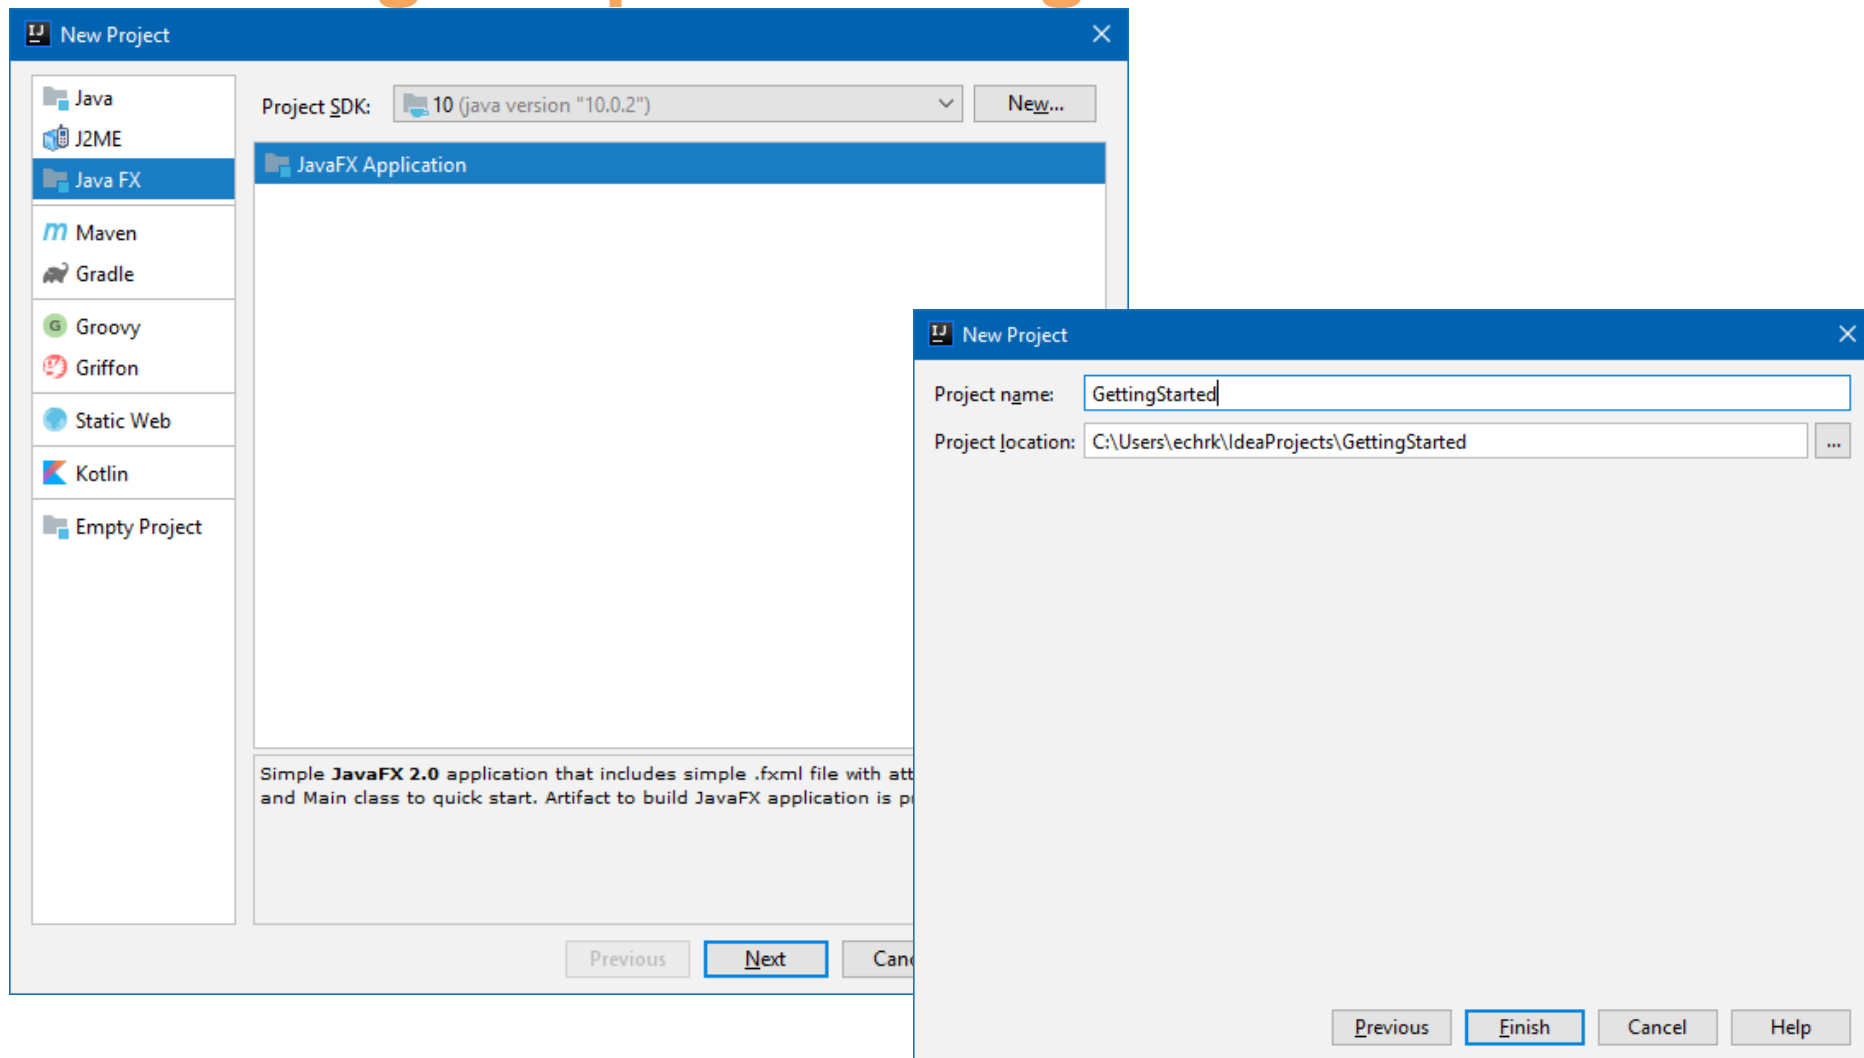 New Project
Java
J2ME
Java FX
Maven
Gradle
Groovy
Griffon
Static Web
Kotlin
Empty Project
Project SDK: 10 (java version "10.0.2") New...
JavaFX Application
Simple JavaFX 2.0 application that includes simple .fxml file with
and Main class to quick start. Artifact to build JavaFX application is
Previous Next
New Project
Project name: GettingStarted
Project location: C:\Users\echrk\IdeaProjects\GettingStarted ...
Previous Finish Cancel Help